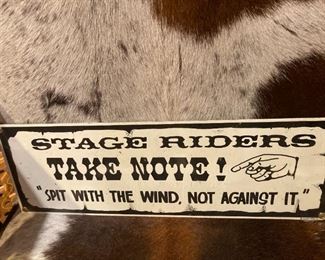 STAGE RIDERS
TAKE NOTE!
"SPIT WITH THE WIND, NOT AGAINST IT"